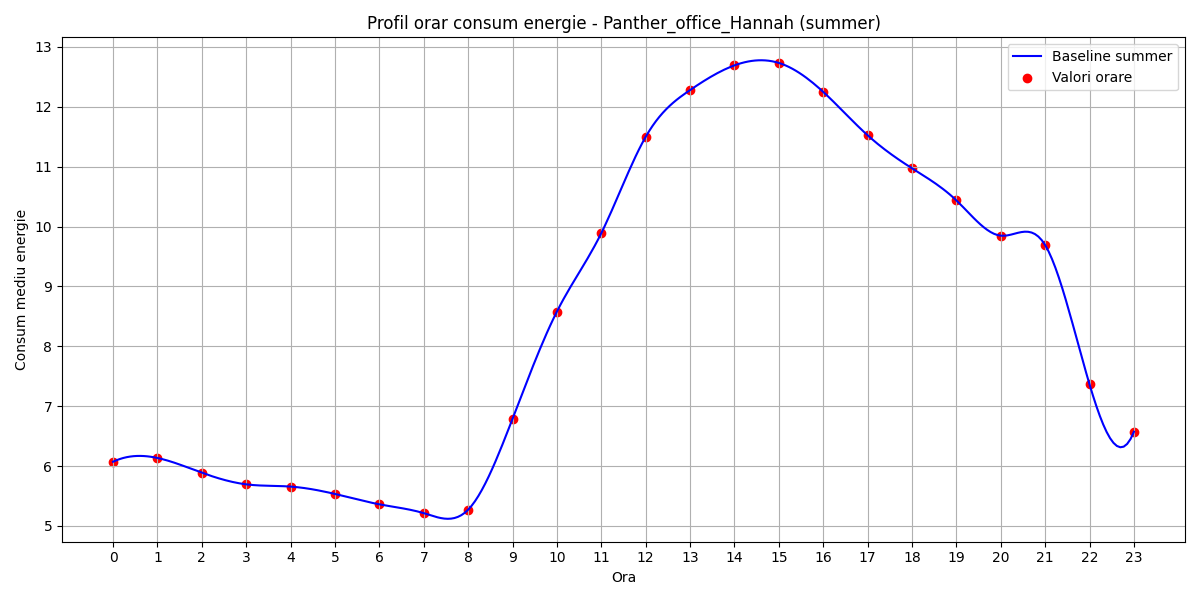 Profil orar consum energie - Panther_office_Hannah (summer)
Baseline summer
Valori orare
Consum mediu energie
13
12
11
10
9
8
7
6
5
0 1 2 3 4 5 6 7 8 9 10 11 12 13 14 15 16 17 18 19 20 21 22 23
Ora